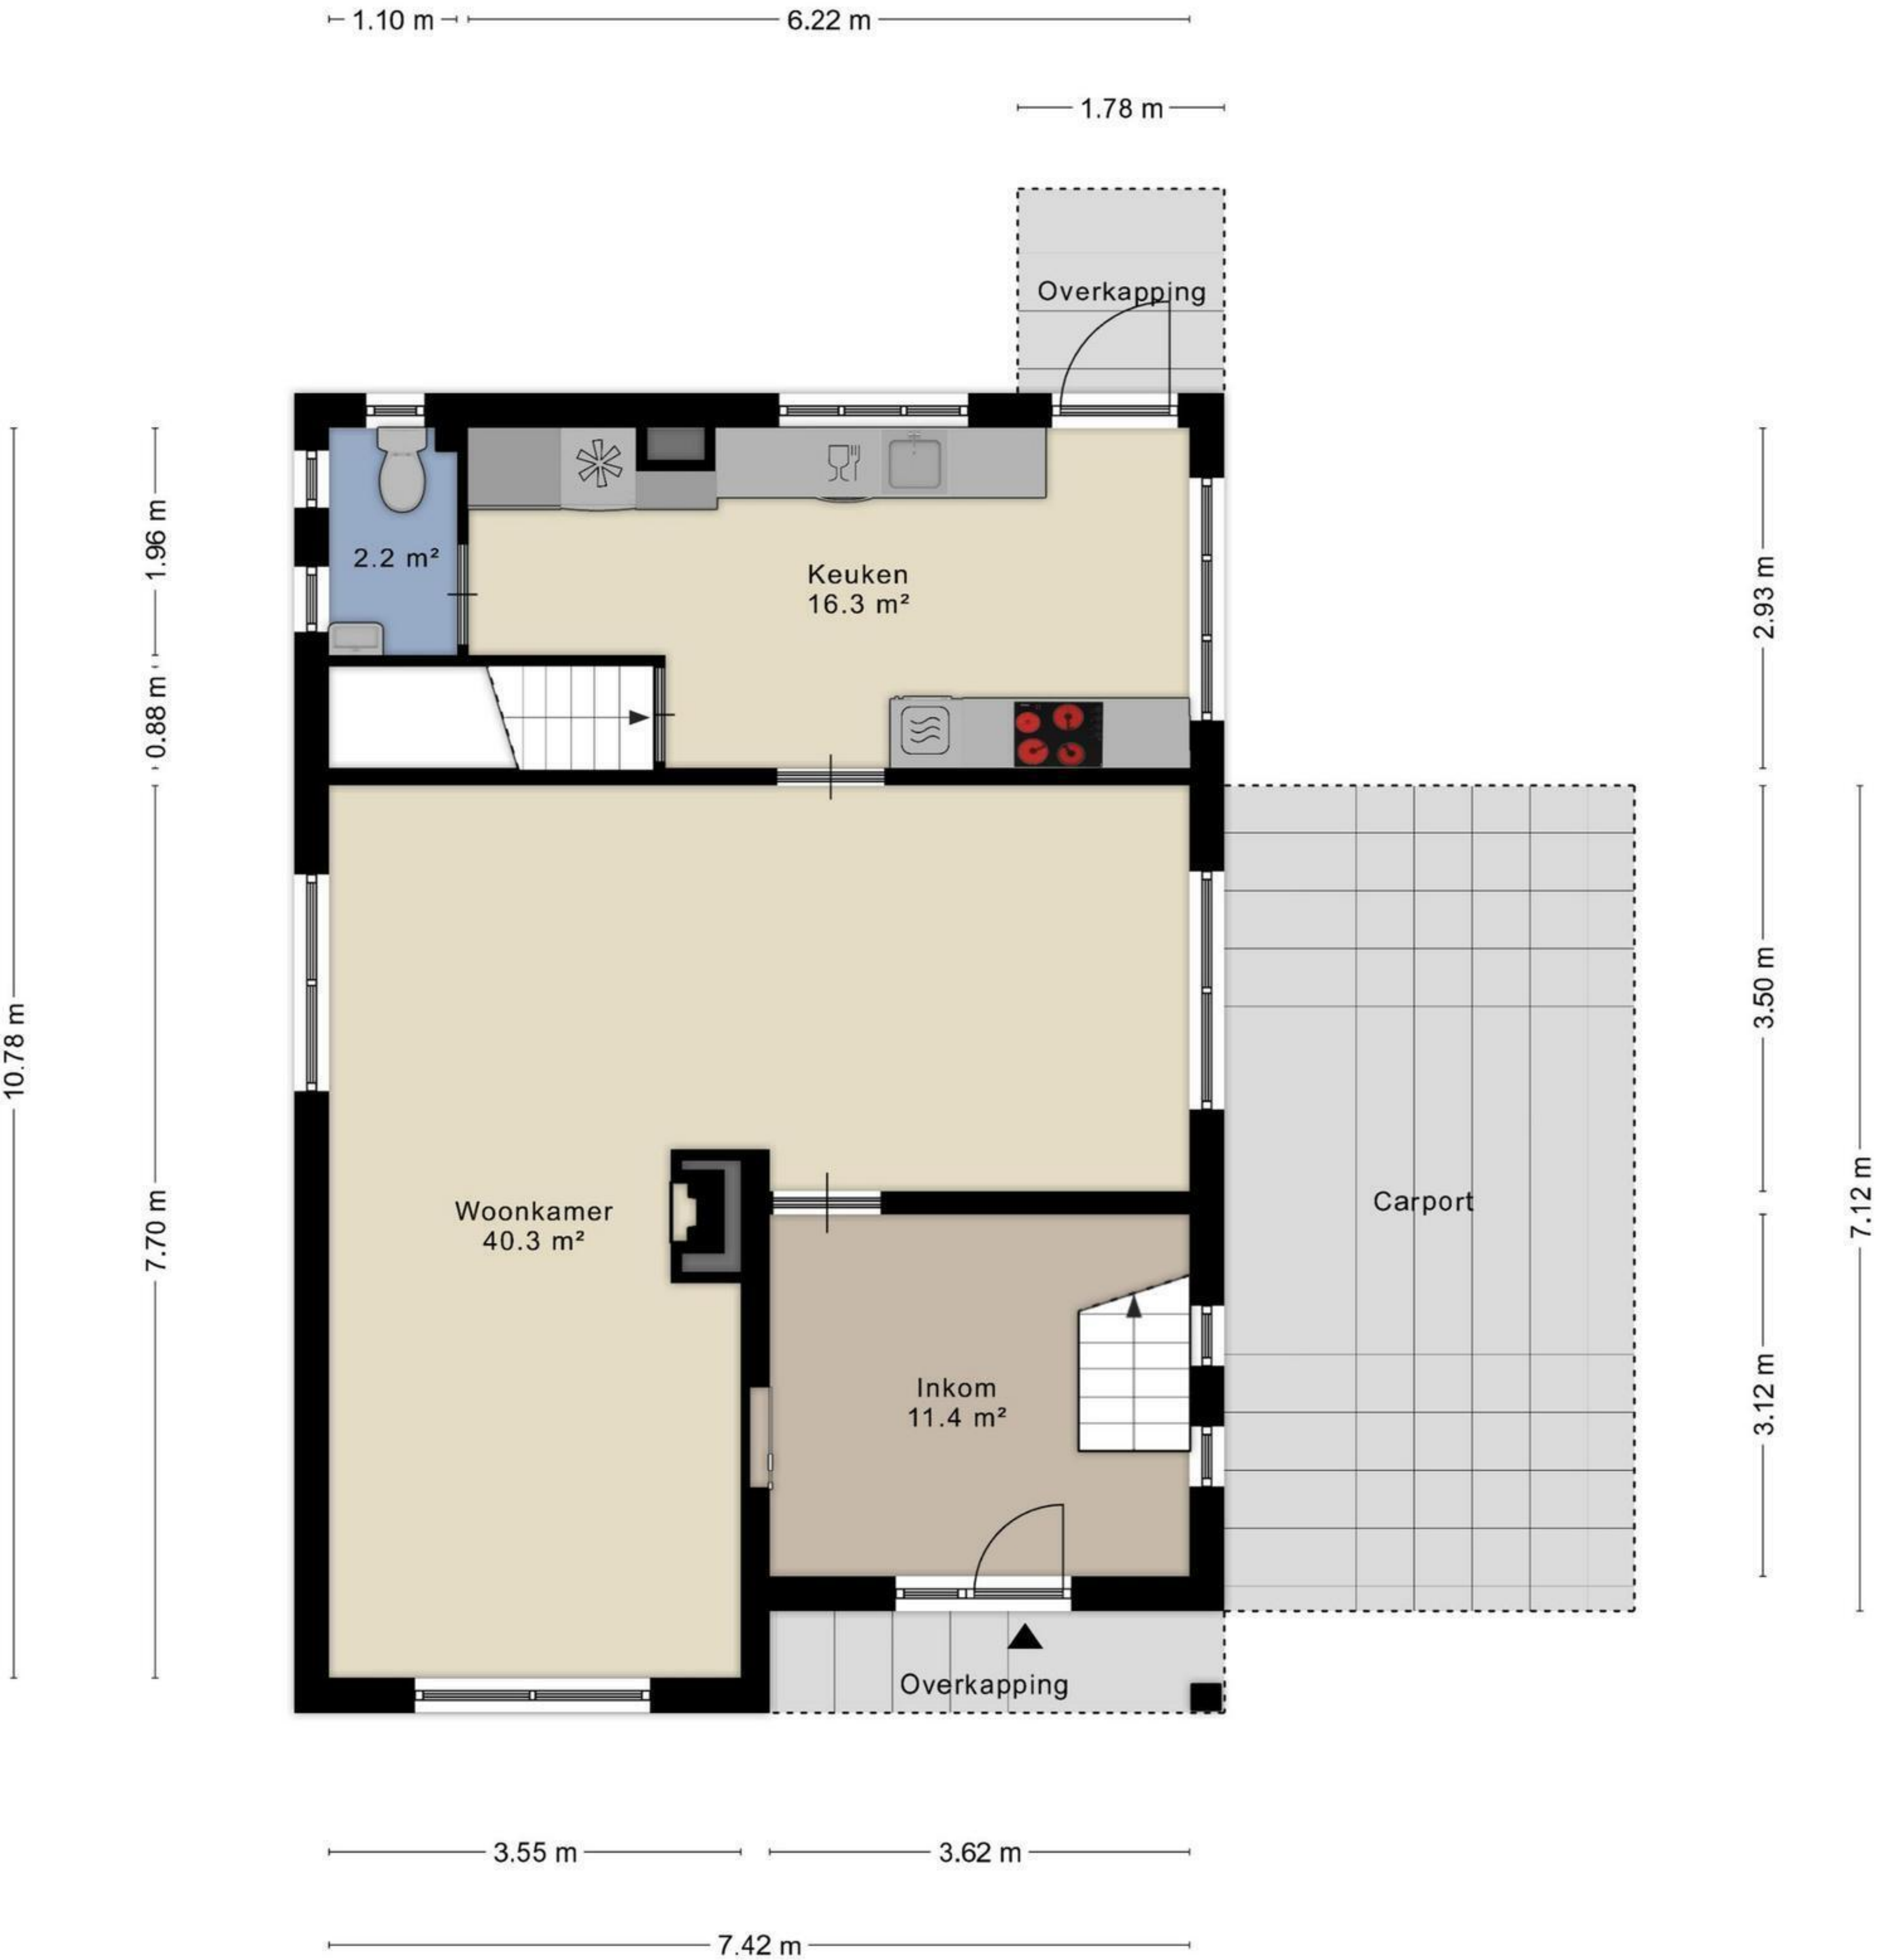 1.10 m
6.22 m
1.78 m
Overkapping
2.2 m²
Keuken
16.3 m²
1.96 m
0.88 m
7.70 m
10.78 m
2.93 m
3.50 m
3.12 m
7.12 m
Woonkamer
40.3 m²
Carport
Inkom
11.4 m²
Overkapping
3.55 m
3.62 m
7.42 m